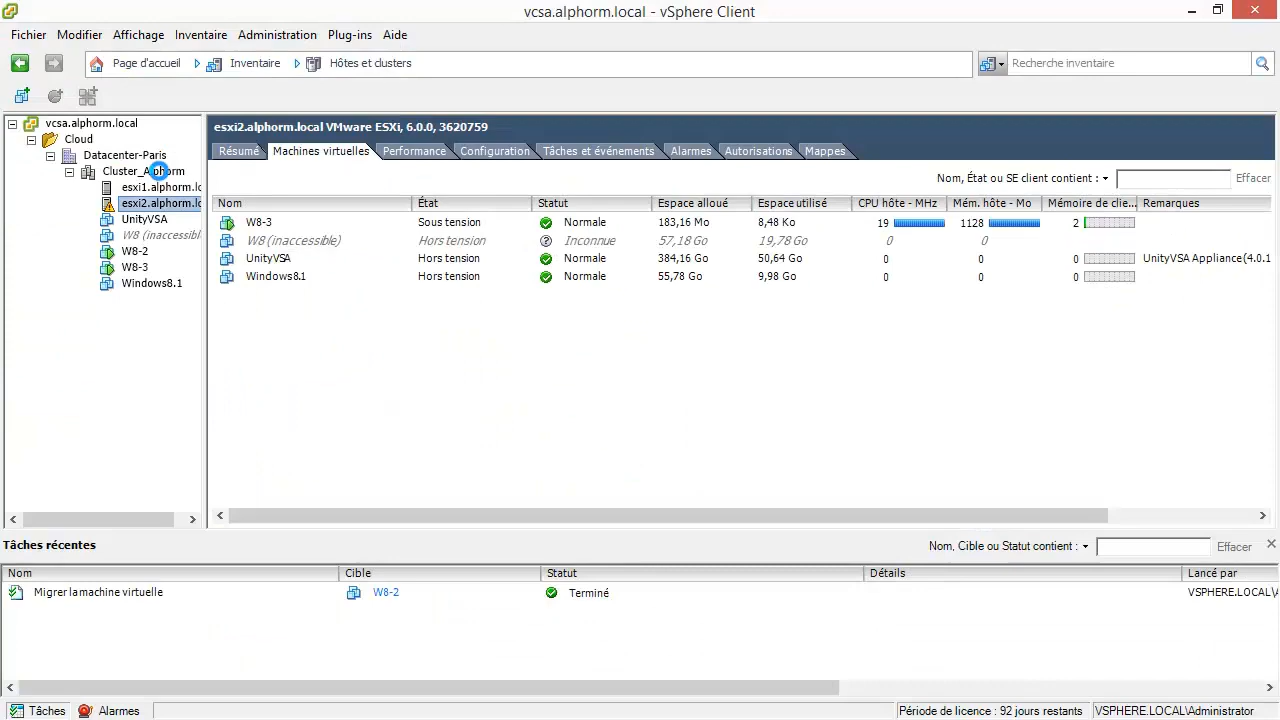 vcsa.alphorm.local - vSphere Client
Fichier Modifier Affichage Inventaire Administration Plug-ins Aide
Page d'accueil Inventaire Hôtes et clusters Recherche inventaire
vcsa.alphorm.local
Cloud
Datacenter-Paris
Cluster_Alphorm
esxi1.alphorm.lo
esxi2.alphorm.lo
UnityVSA
W8 (inaccessible
W8-2
W8-3
Windows8.1
esxi2.alphorm.local VMware ESXi, 6.0.0, 3620759
Résumé Machines virtuelles Performance Configuration Tâches et événements Alarmes Autorisations Mappes
Nom, État ou SE client contient : Effacer
Nom État Statut Espace alloué Espace utilisé CPU hôte - MHz Mém. hôte - Mo Mémoire de clie... Remarques
W8-3 Sous tension Normale 183,16 Mo 8,48 Ko 19 1128 2
W8 (inaccessible) Hors tension Inconnue 57,18 Go 19,78 Go 0 0
UnityVSA Hors tension Normale 384,16 Go 50,64 Go 0 0 0 UnityVSA Appliance(4.0.1
Windows8.1 Hors tension Normale 55,78 Go 9,98 Go 0 0 0
Tâches récentes Nom, Cible ou Statut contient : Effacer
Nom Cible Statut Détails Lancé par
Migrer la machine virtuelle W8-2 Terminé VSPHERE.LOCAL\A
Tâches Alarmes Période de licence : 92 jours restants VSPHERE.LOCAL\Administrator